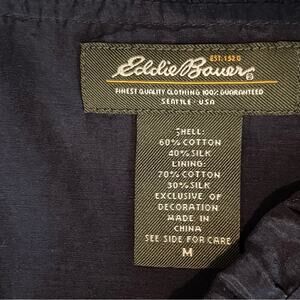 EST. 1920
Eddie Bauer®
FINEST QUALITY CLOTHING 100% GUARANTEED
SEATTLE · USA
SHELL:
60% COTTON
40% SILK
LINING:
70% COTTON
30% SILK
EXCLUSIVE OF
DECORATION
MADE IN
CHINA
SEE SIDE FOR CARE
M